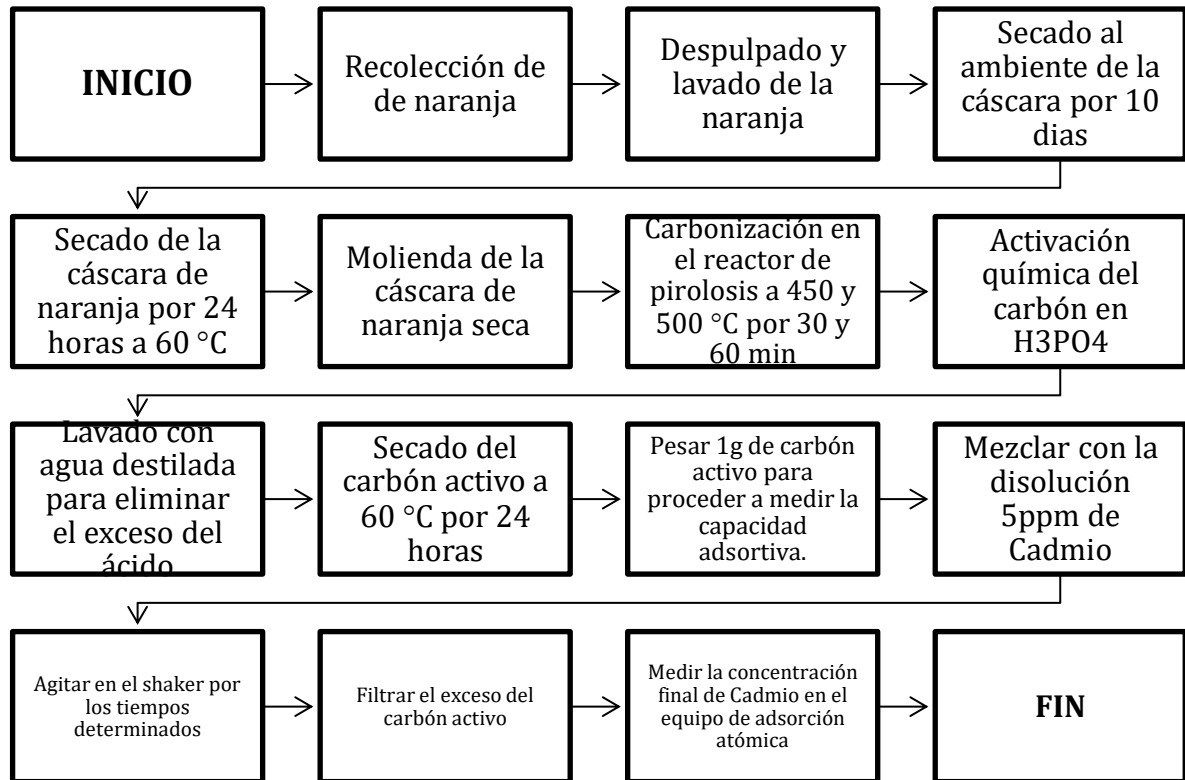 INICIO
Recolección de
de naranja
Despulpado y
lavado de la
naranja
Secado al
ambiente de la
cáscara por 10
dias
Secado de la
cáscara de
naranja por 24
horas a 60 °C
Molienda de la
cáscara de
naranja seca
Carbonización en
el reactor de
pirolosis a 450 y
500 °C por 30 y
60 min
Activación
química del
carbón en
H3PO4
Lavado con
agua destilada
para eliminar
el exceso del
ácido
Secado del
carbón activo a
60 °C por 24
horas
Pesar 1g de carbón
activo para
proceder a medir la
capacidad
adsortiva.
Mezclar con la
disolución
5ppm de
Cadmio
Agitar en el shaker por
los tiempos
determinados
Filtrar el exceso del
carbón activo
Medir la concentración
final de Cadmio en el
equipo de adsorción
atómica
FIN